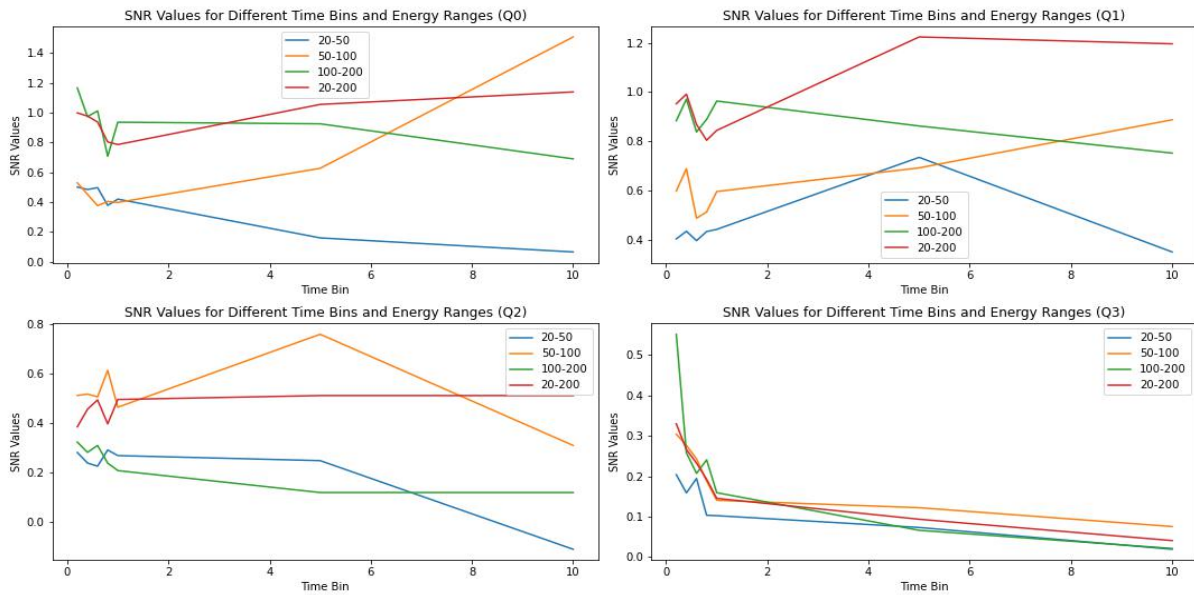 SNR Values for Different Time Bins and Energy Ranges (Q0)
SNR Values
1.4
1.2
1.0
0.8
0.6
0.4
0.2
0.0
20-50
50-100
100-200
20-200
0 2 4 6 8 10
Time Bin
SNR Values for Different Time Bins and Energy Ranges (Q1)
SNR Values
1.2
1.0
0.8
0.6
0.4
20-50
50-100
100-200
20-200
0 2 4 6 8 10
Time Bin
SNR Values for Different Time Bins and Energy Ranges (Q2)
SNR Values
0.8
0.6
0.4
0.2
0.0
20-50
50-100
100-200
20-200
0 2 4 6 8 10
Time Bin
SNR Values for Different Time Bins and Energy Ranges (Q3)
SNR Values
0.5
0.4
0.3
0.2
0.1
0.0
20-50
50-100
100-200
20-200
0 2 4 6 8 10
Time Bin